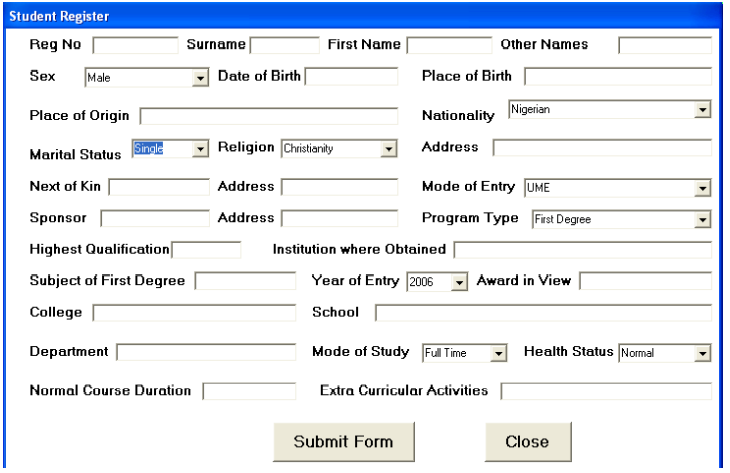 Student Register
Reg No Surname First Name Other Names
Sex Male Date of Birth Place of Birth
Place of Origin Nationality Nigerian
Marital Status Single Religion Christianity Address
Next of Kin Address Mode of Entry UME
Sponsor Address Program Type First Degree
Highest Qualification Institution where Obtained
Subject of First Degree Year of Entry 2006 Award in View
College School
Department Mode of Study Full Time Health Status Normal
Normal Course Duration Extra Curricular Activities
Submit Form Close